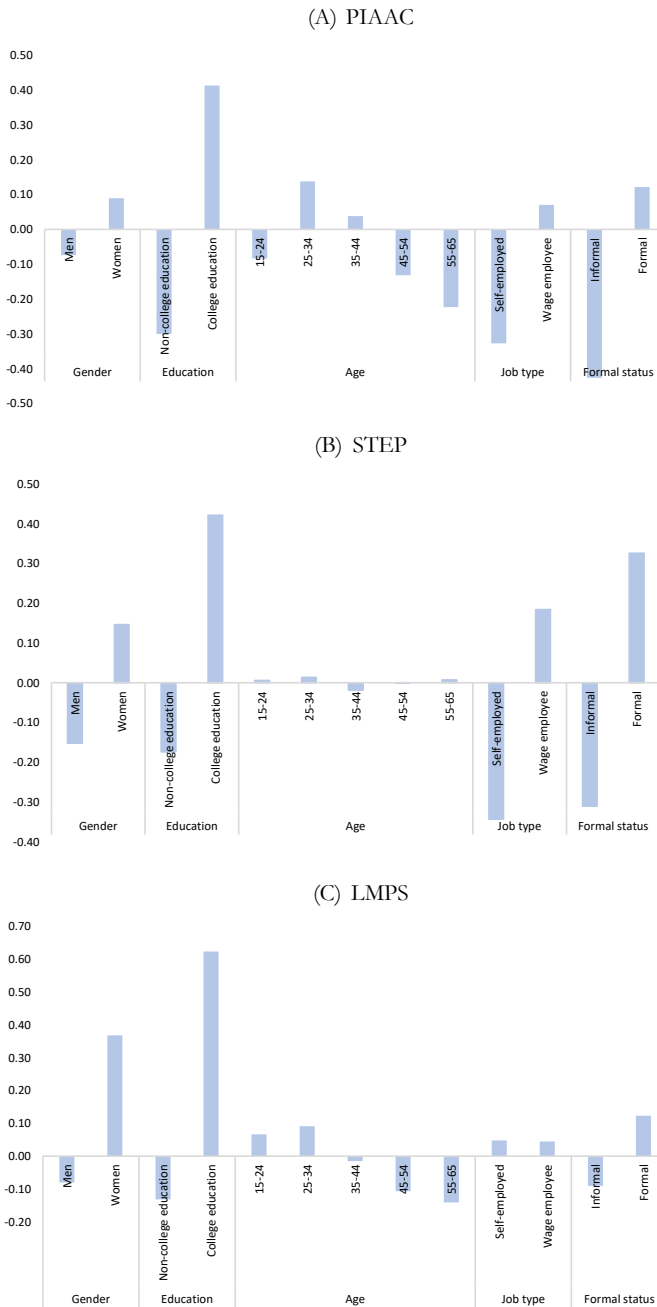 (A) PIAAC
0.50
0.40
0.30
0.20
0.10
0.00
-0.10
-0.20
-0.30
-0.40
-0.50
Men
Women
Non-college education
College education
15-24
25-34
35-44
45-54
55-65
Self-employed
Wage employee
Informal
Formal
Gender
Education
Age
Job type
Formal status
(B) STEP
0.50
0.40
0.30
0.20
0.10
0.00
-0.10
-0.20
-0.30
-0.40
Men
Women
Non-college education
College education
15-24
25-34
35-44
45-54
55-65
Self-employed
Wage employee
Informal
Formal
Gender
Education
Age
Job type
Formal status
(C) LMPS
0.70
0.60
0.50
0.40
0.30
0.20
0.10
0.00
-0.10
-0.20
Men
Women
Non-college education
College education
15-24
25-34
35-44
45-54
55-65
Self-employed
Wage employee
Informal
Formal
Gender
Education
Age
Job type
Formal status